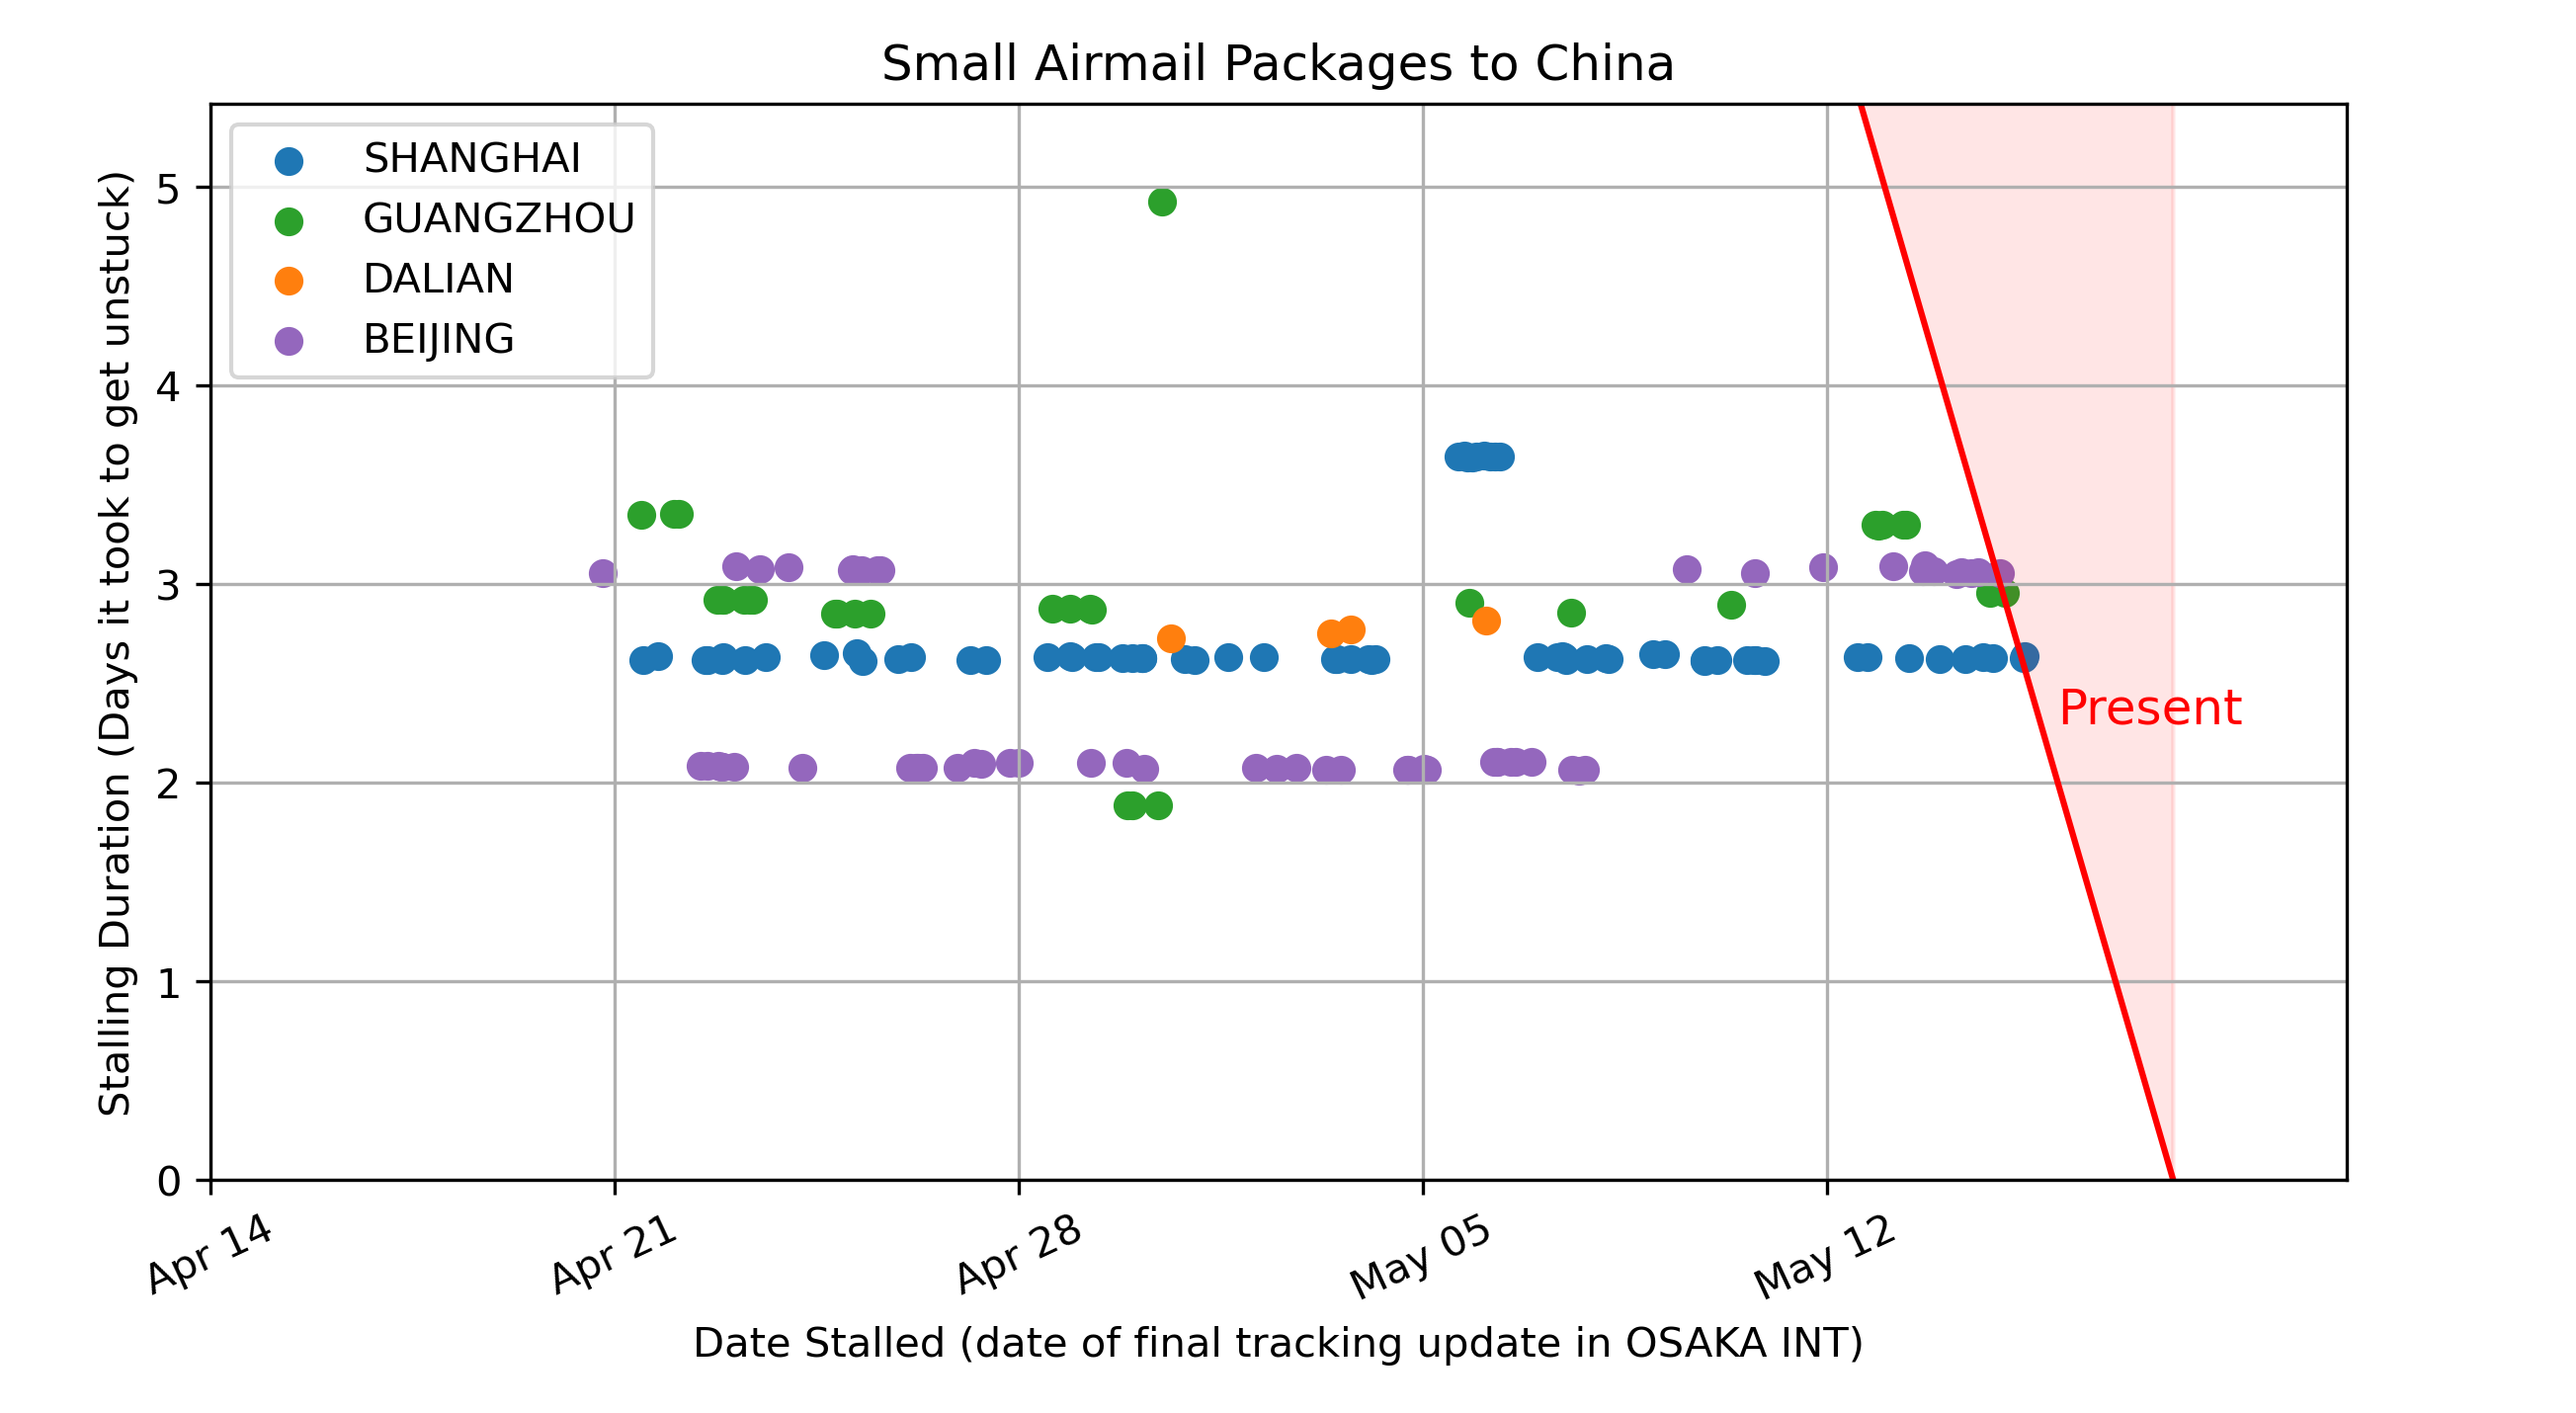 Small Airmail Packages to China
SHANGHAI
GUANGZHOU
DALIAN
BEIJING
Stalling Duration (Days it took to get unstuck)
5
4
3
2
1
0
Present
Apr 14
Apr 21
Apr 28
May 05
May 12
Date Stalled (date of final tracking update in OSAKA INT)